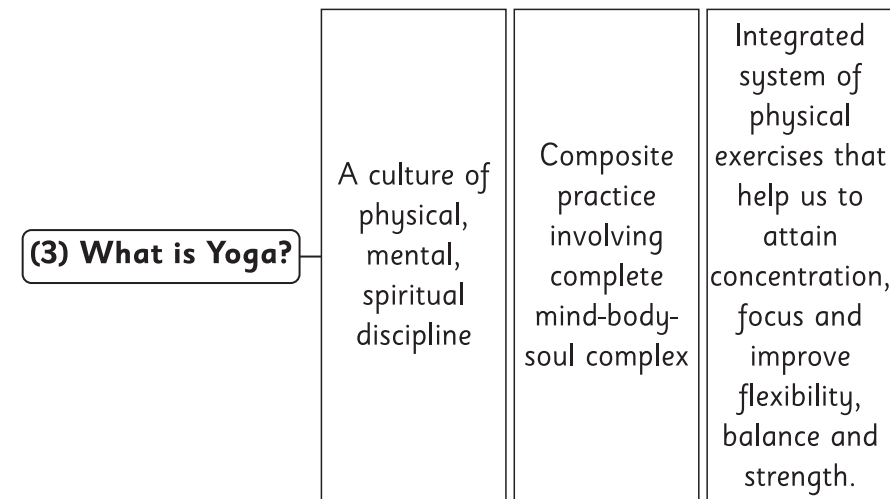 (3) What is Yoga?
A culture of
physical,
mental,
spiritual
discipline
Composite
practice
involving
complete
mind-body-
soul complex
Integrated
system of
physical
exercises that
help us to
attain
concentration,
focus and
improve
flexibility,
balance and
strength.